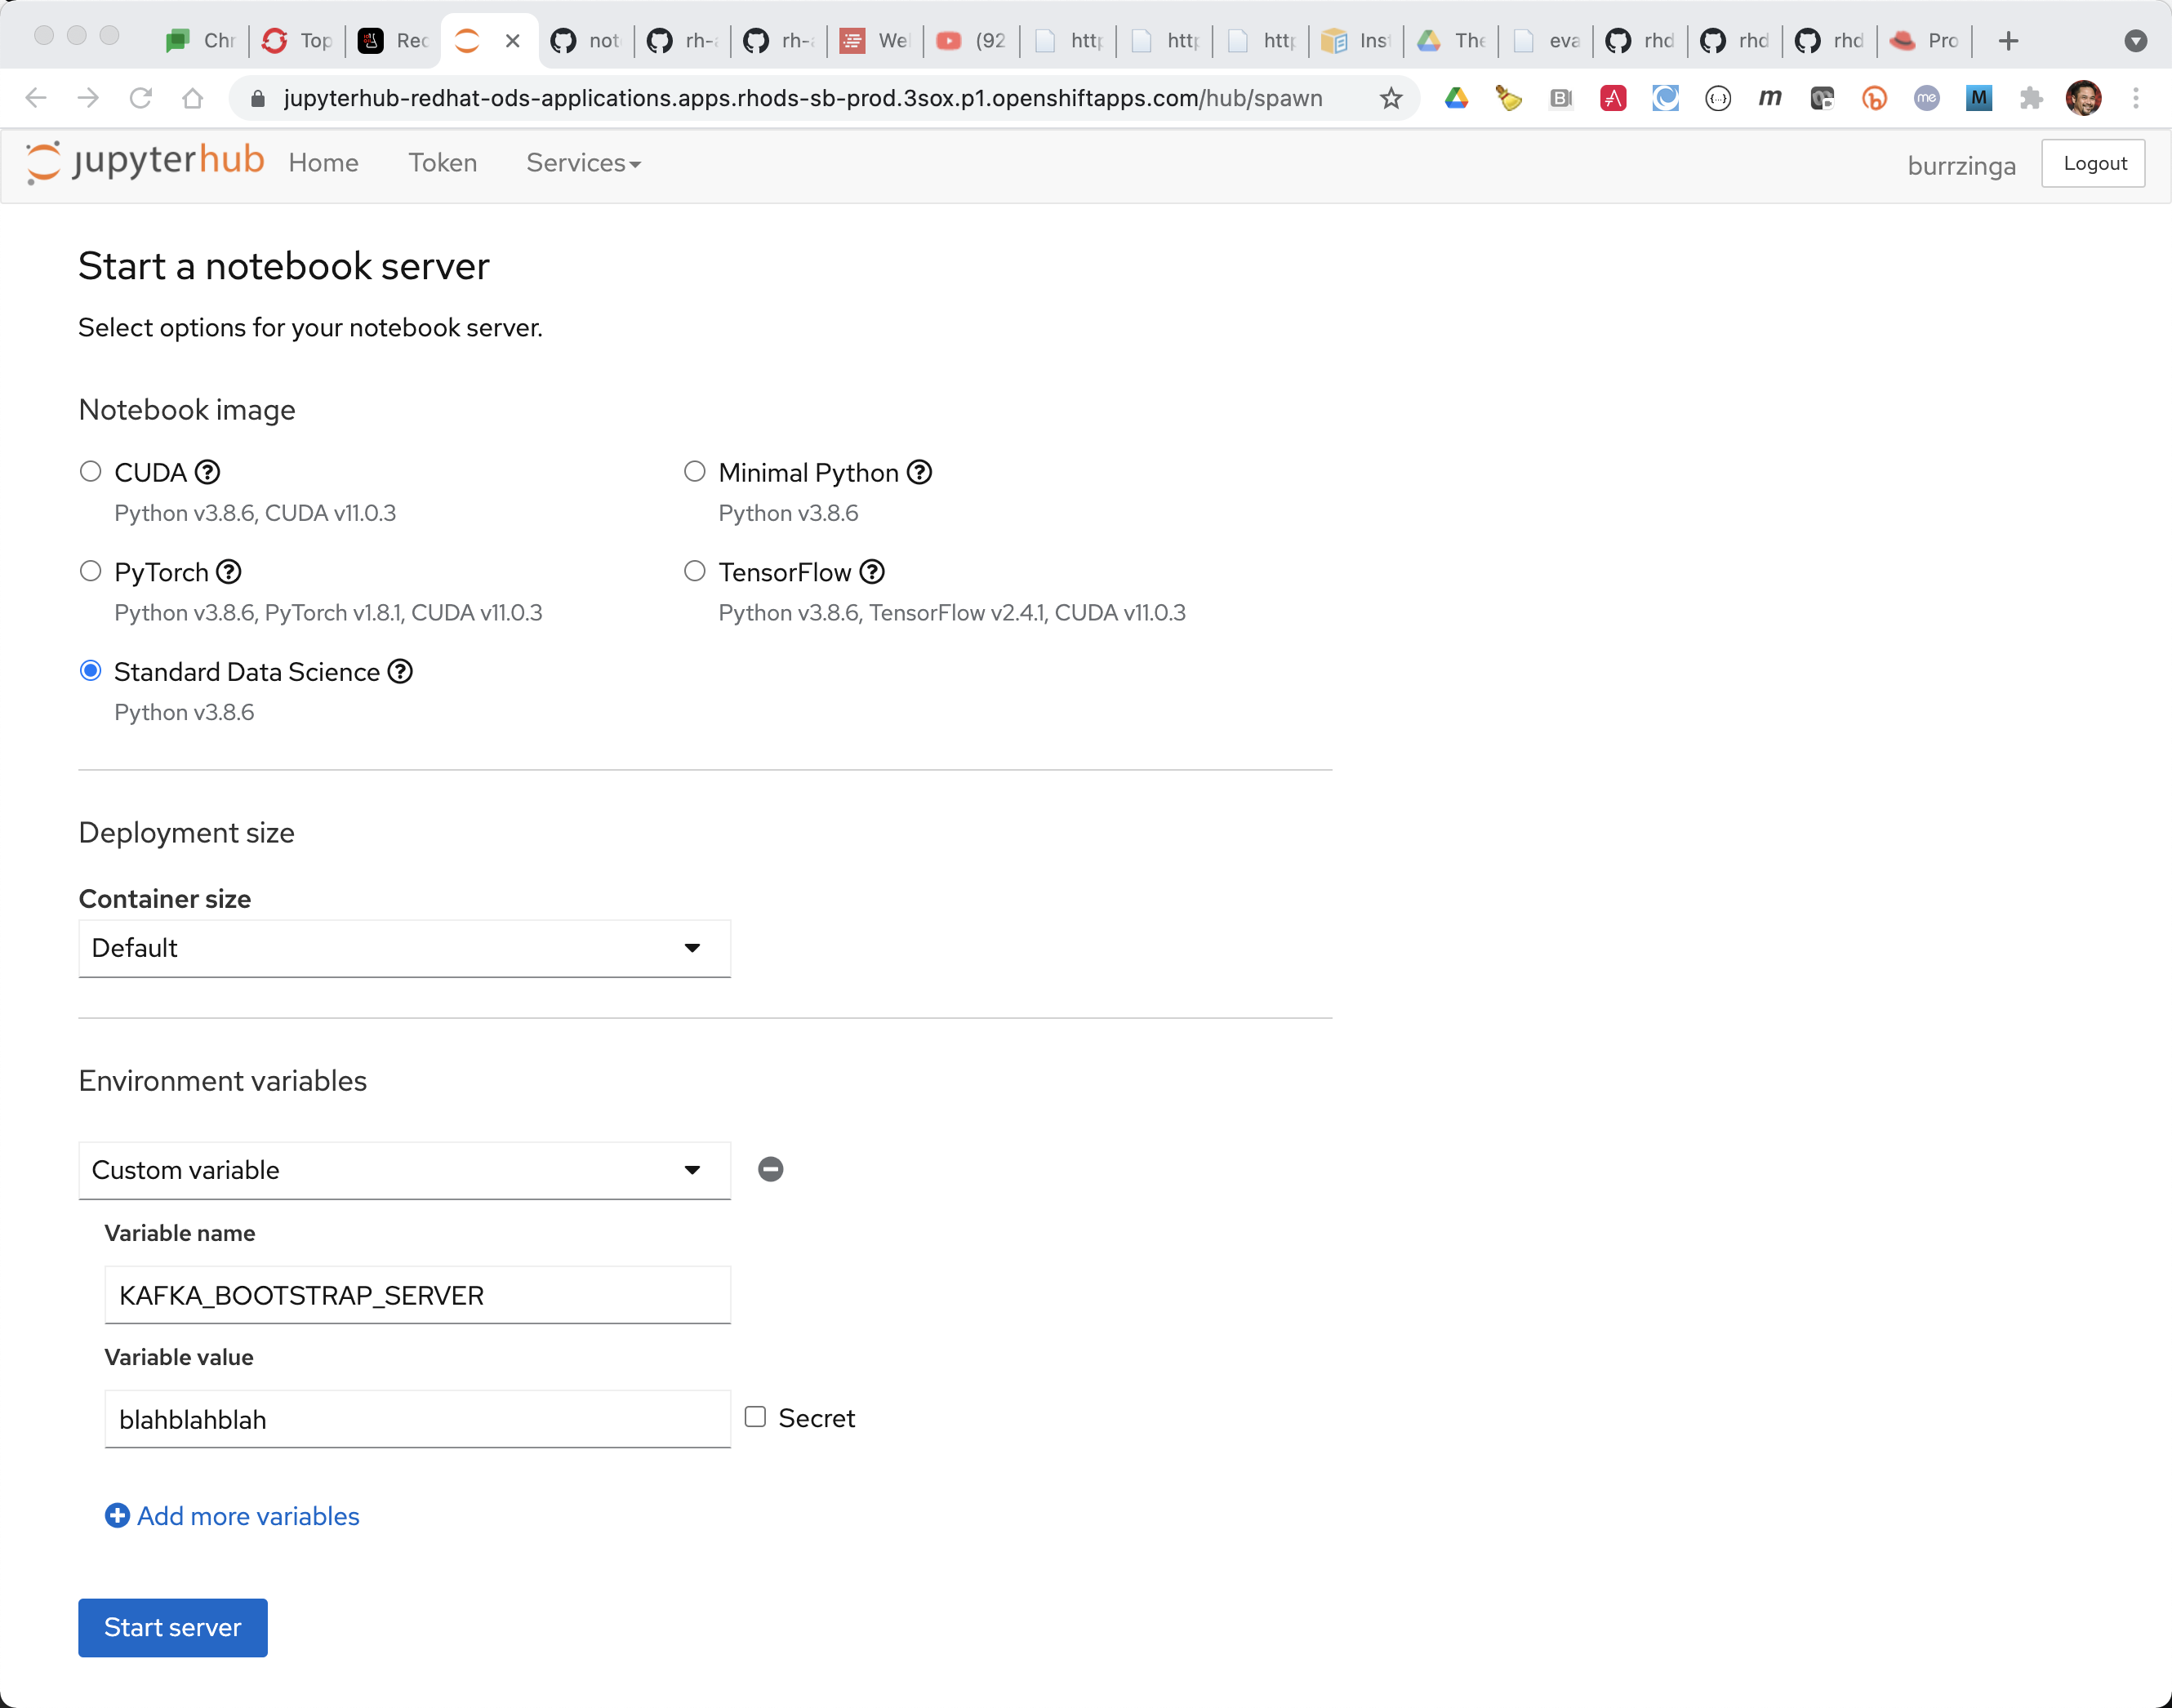 Chr Top Rec not rh- rh- We (92 http http http Inst The eva rhd rhd rhd Pro
jupyterhub-redhat-ods-applications.apps.rhods-sb-prod.3sox.p1.openshiftapps.com/hub/spawn
jupyterhub Home Token Services burrzinga Logout
Start a notebook server
Select options for your notebook server.
Notebook image
CUDA
Python v3.8.6, CUDA v11.0.3
Minimal Python
Python v3.8.6
PyTorch
Python v3.8.6, PyTorch v1.8.1, CUDA v11.0.3
TensorFlow
Python v3.8.6, TensorFlow v2.4.1, CUDA v11.0.3
Standard Data Science
Python v3.8.6
Deployment size
Container size
Default
Environment variables
Custom variable
Variable name
KAFKA_BOOTSTRAP_SERVER
Variable value
blahblahblah
Secret
Add more variables
Start server